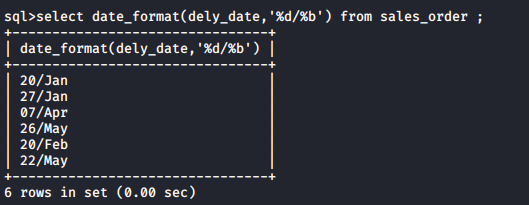 sql>select date_format(dely_date,'%d/%b') from sales_order ;
+--------------------------------+
| date_format(dely_date,'%d/%b') |
+--------------------------------+
| 20/Jan                         |
| 27/Jan                         |
| 07/Apr                         |
| 26/May                         |
| 20/Feb                         |
| 22/May                         |
+--------------------------------+
6 rows in set (0.00 sec)